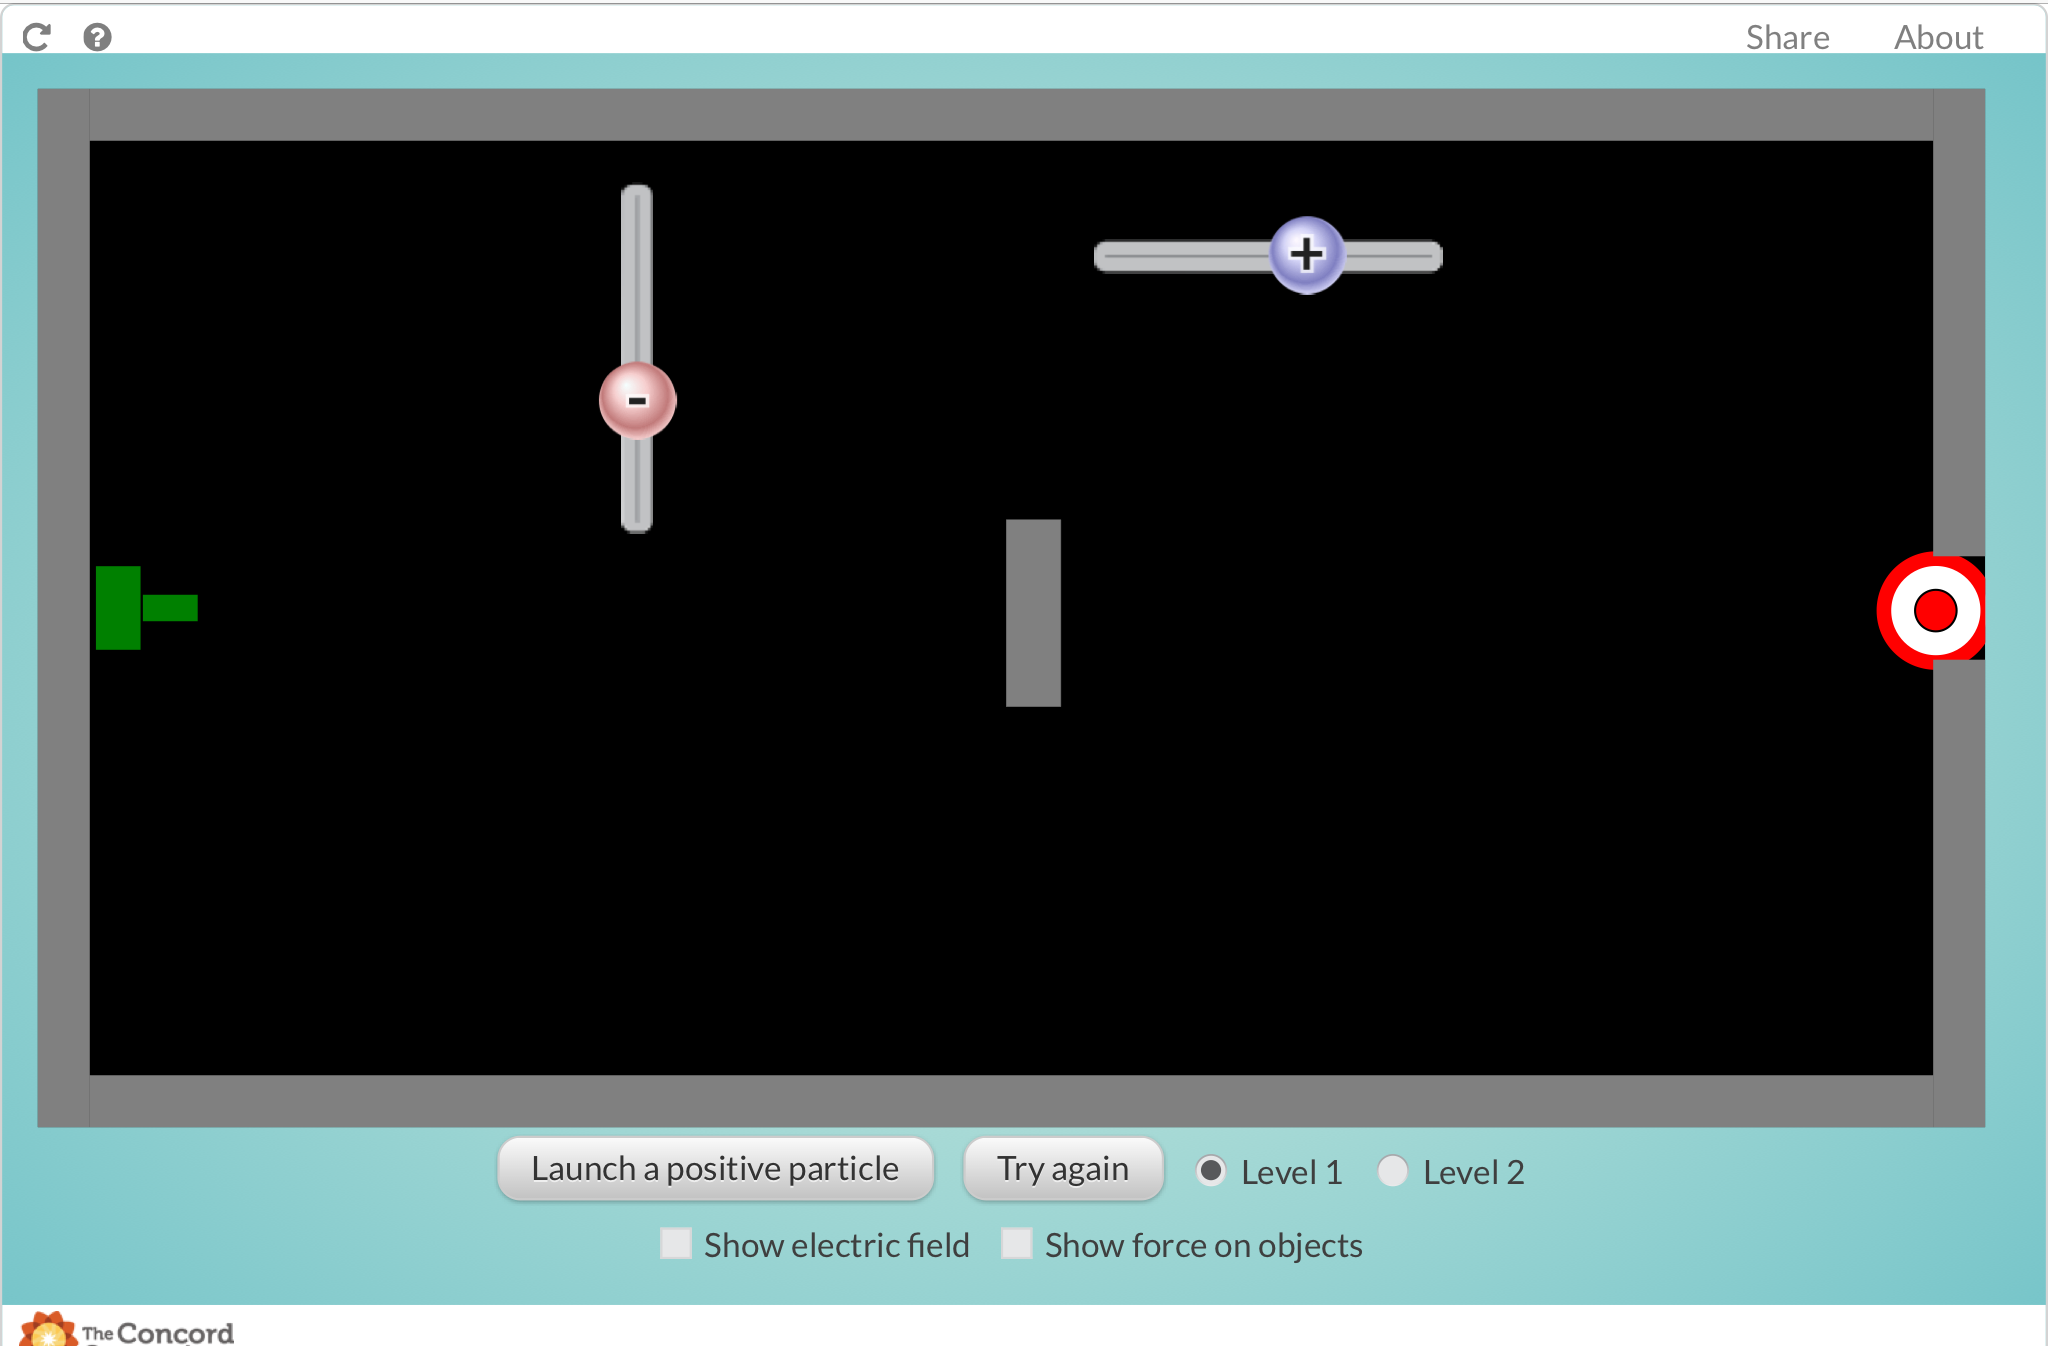 Share About
+
-
Launch a positive particle Try again Level 1 Level 2
Show electric field Show force on objects
The Concord